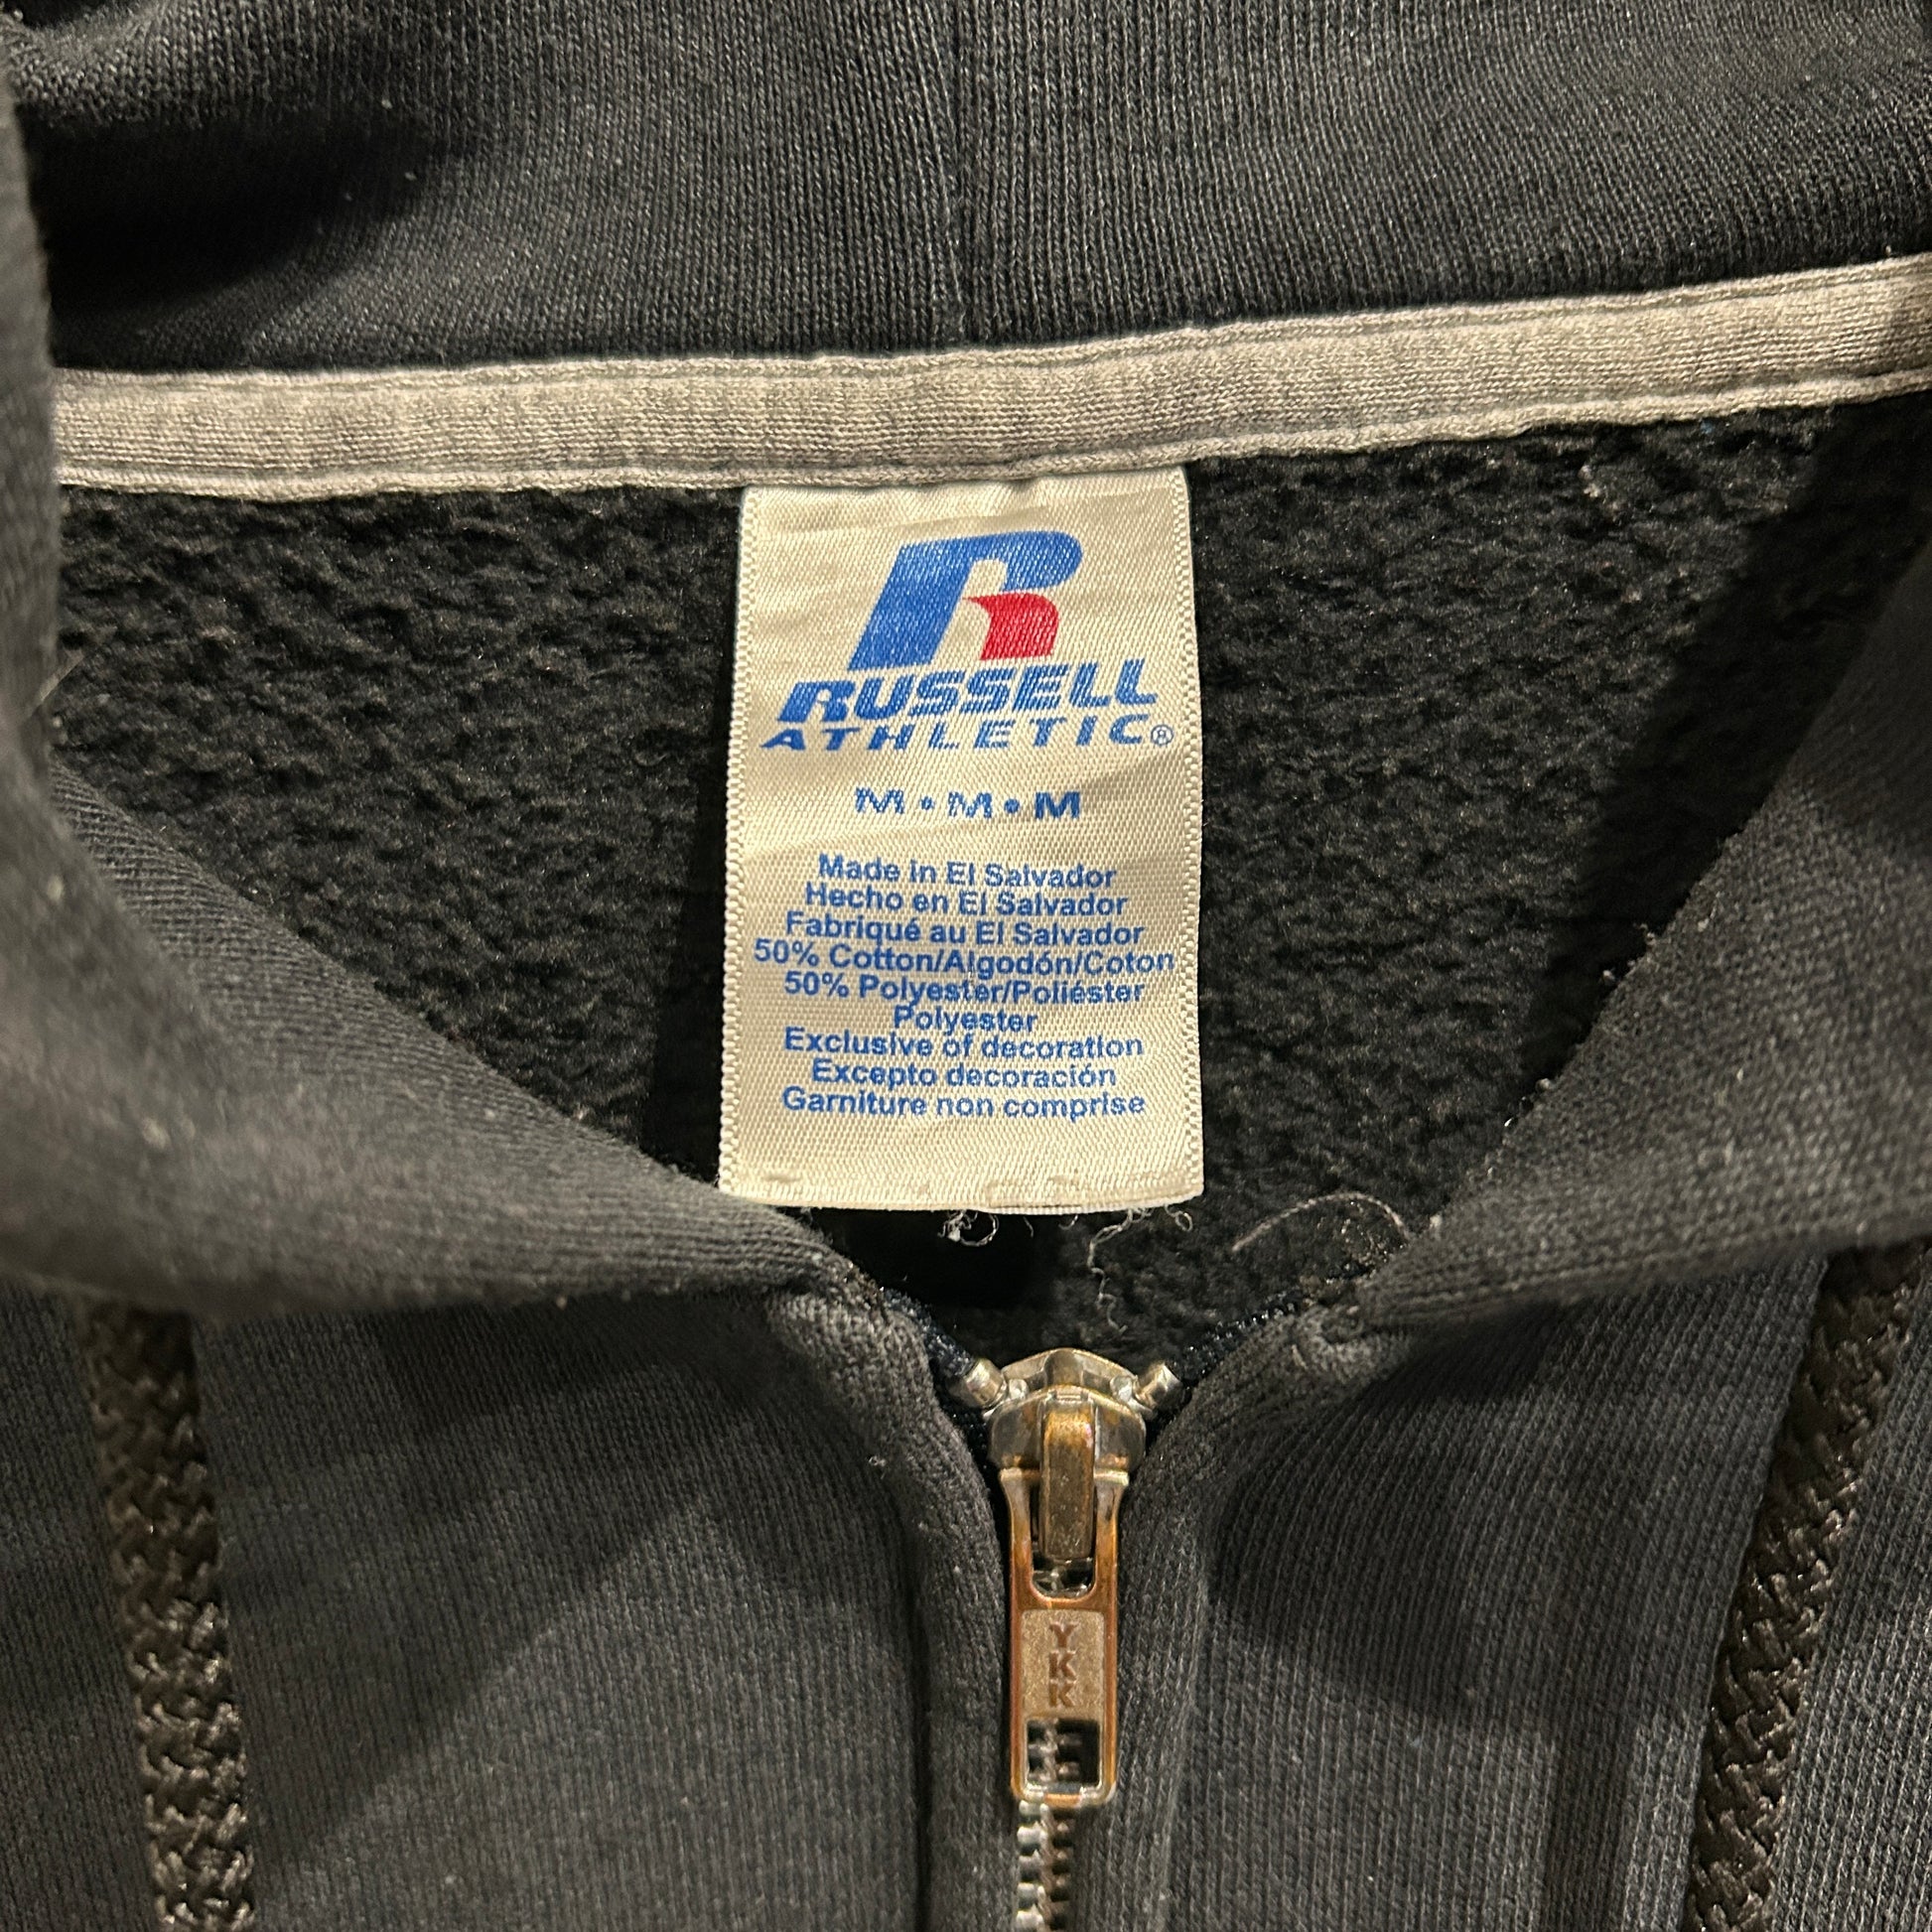 RUSSELL
ATHLETIC®
M • M • M
Made in El Salvador
Hecho en El Salvador
Fabriqué au El Salvador
50% Cotton/Algodón/Coton
50% Polyester/Poliéster
Polyester
Exclusive of decoration
Excepto decoración
Garniture non comprise
YKK